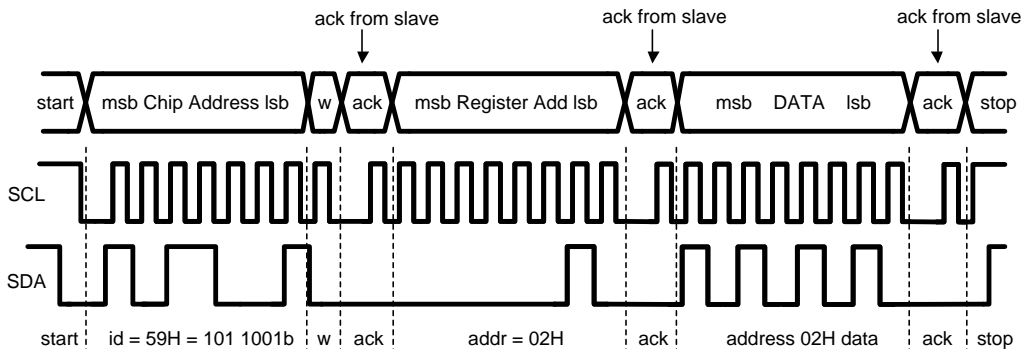 ack from slave ack from slave ack from slave
start msb Chip Address lsb w ack msb Register Add lsb ack msb DATA lsb ack stop
SCL
SDA
start id = 59H = 101 1001b w ack addr = 02H ack address 02H data ack stop